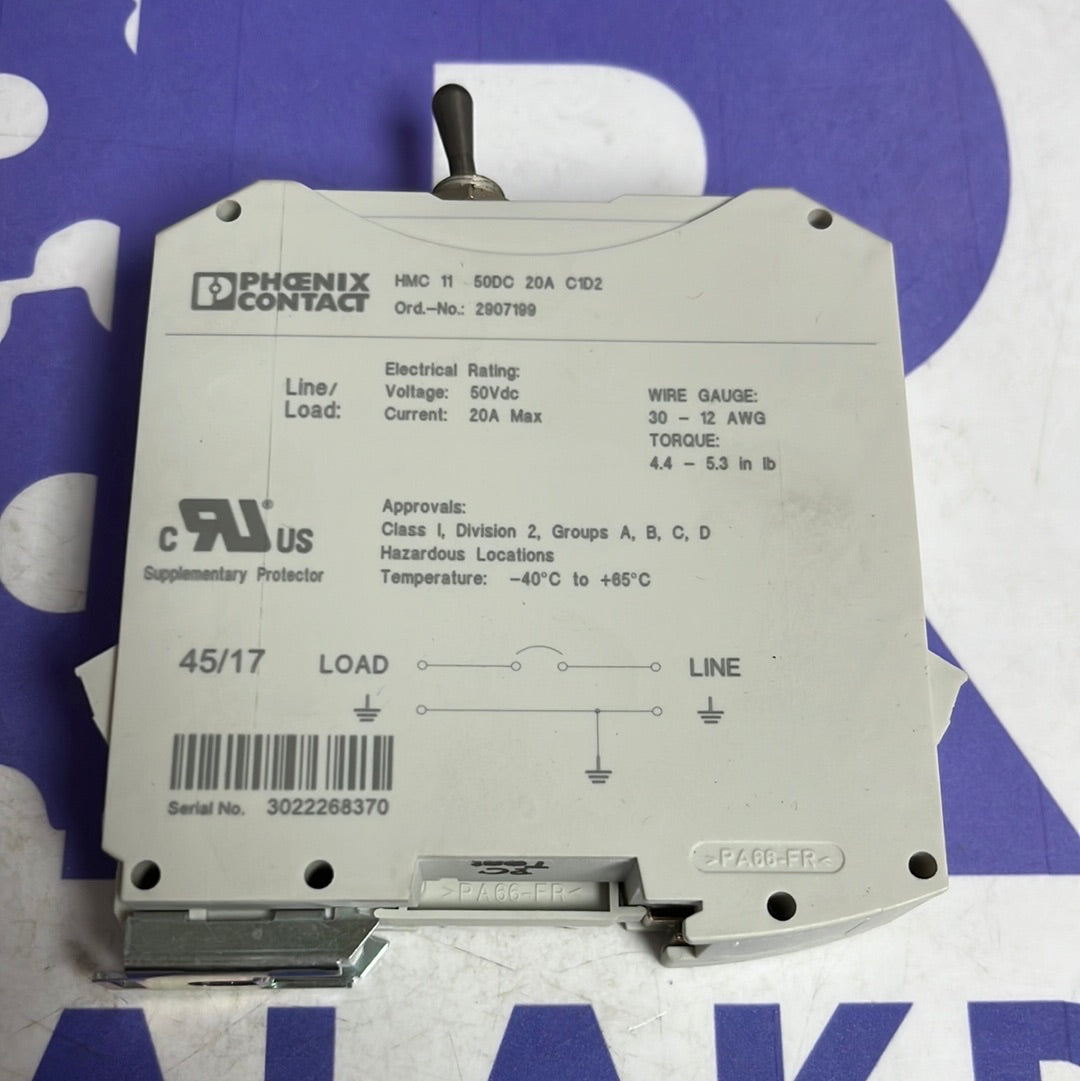 PHŒNIX
CONTACT
HMC 11 50DC 20A C1D2
Ord.-No.: 2907199
Line/
Load:
Electrical Rating:
Voltage: 50Vdc
Current: 20A Max
WIRE GAUGE:
30 - 12 AWG
TORQUE:
4.4 - 5.3 in lb
c RU ® US
Supplementary Protector
Approvals:
Class I, Division 2, Groups A, B, C, D
Hazardous Locations
Temperature: -40°C to +65°C
45/17
LOAD
LINE
Serial No. 3022268370
>PA66-FR<
>PA66-FR<